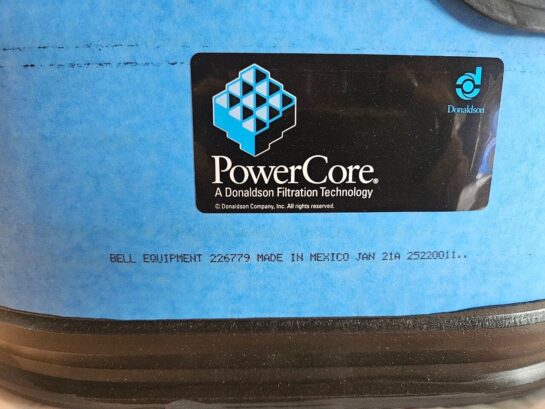 Donaldson
PowerCore®
A Donaldson Filtration Technology
© Donaldson Company, Inc. All rights reserved.
BELL EQUIPMENT 226779 MADE IN MEXICO JAN 21A 25220011..